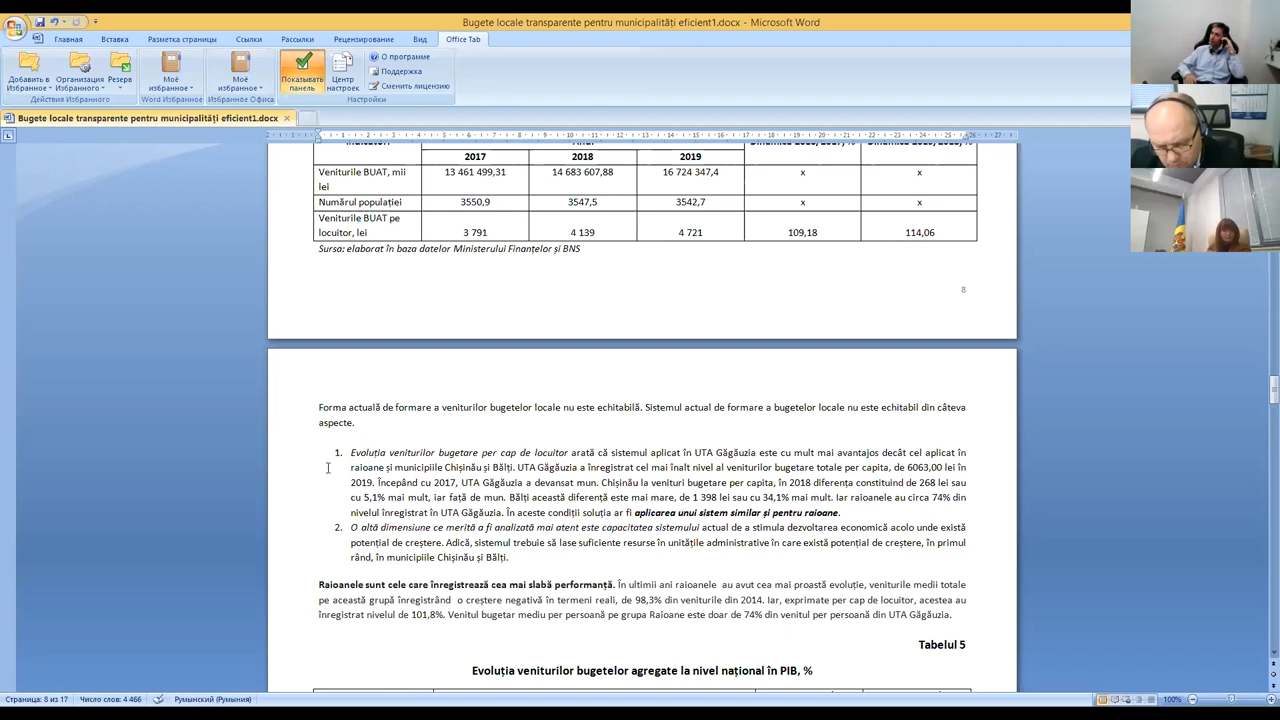 Bugete locale transparente pentru municipalități eficient1.docx - Microsoft Word
Главная Вставка Разметка страницы Ссылки Рассылки Рецензирование Вид Office Tab
Добавить в Избранное Организация Избранного Резерв Моё избранное Моё избранное Показывать панель Центр настроек О программе
Поддержка
Сменить лицензию
Действия Избранного Word Избранное Избранное Офиса Настройки
Bugete locale transparente pentru municipalități eficient1.docx
2017 2018 2019
Veniturile BUAT, mii lei 13 461 499,31 14 683 607,88 16 724 347,4 x x
Numărul populației 3550,9 3547,5 3542,7 x x
Veniturile BUAT pe
locuitor, lei 3 791 4 139 4 721 109,18 114,06
Sursa: elaborat în baza datelor Ministerului Finanțelor și BNS
8
Forma actuală de formare a veniturilor bugetelor locale nu este echitabilă. Sistemul actual de formare a bugetelor locale nu este echitabil din câteva
aspecte.
1. Evoluția veniturilor bugetare per cap de locuitor arată că sistemul aplicat în UTA Găgăuzia este cu mult mai avantajos decât cel aplicat în
raioane și municipiile Chișinău și Bălți. UTA Găgăuzia a înregistrat cel mai înalt nivel al veniturilor bugetare totale per capita, de 6063,00 lei în
2019. Începând cu 2017, UTA Găgăuzia a devansat mun. Chișinău la venituri bugetare per capita, în 2018 diferența constituind de 268 lei sau
cu 5,1% mai mult, iar față de mun. Bălți această diferență este mai mare, de 1 398 lei sau cu 34,1% mai mult. Iar raioanele au circa 74% din
nivelul înregistrat în UTA Găgăuzia. În aceste condiții soluția ar fi aplicarea unui sistem similar și pentru raioane.
2. O altă dimensiune ce merită a fi analizată mai atent este capacitatea sistemului actual de a stimula dezvoltarea economică acolo unde există
potențial de creștere. Adică, sistemul trebuie să lase suficiente resurse în unitățile administrative în care există potențial de creștere, în primul
rând, în municipiile Chișinău și Bălți.
Raioanele sunt cele care înregistrează cea mai slabă performanță. În ultimii ani raioanele au avut cea mai proastă evoluție, veniturile medii totale
pe această grupă înregistrând o creștere negativă în termeni reali, de 98,3% din veniturile din 2014. Iar, exprimate per cap de locuitor, acestea au
înregistrat nivelul de 101,8%. Venitul bugetar mediu per persoană pe grupa Raioane este doar de 74% din venitul per persoană din UTA Găgăuzia.
Tabelul 5
Evoluția veniturilor bugetelor agregate la nivel național în PIB, %
Страница: 8 из 17 Число слов: 4 466 Румынский (Румыния) 100%